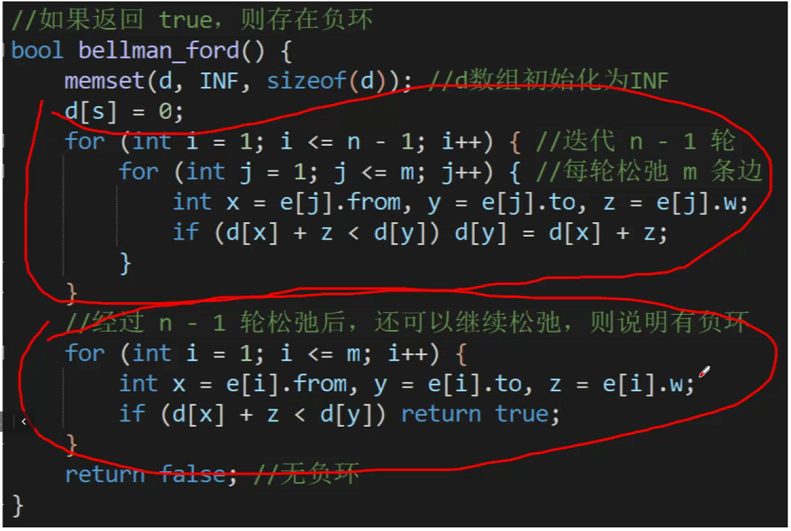 //如果返回 true，则存在负环
bool bellman_ford() {
memset(d, INF, sizeof(d)); //d数组初始化为INF
d[s] = 0;
for (int i = 1; i <= n - 1; i++) { //迭代 n - 1 轮
for (int j = 1; j <= m; j++) { //每轮松弛 m 条边
int x = e[j].from, y = e[j].to, z = e[j].w;
if (d[x] + z < d[y]) d[y] = d[x] + z;
}
}
//经过 n - 1 轮松弛后，还可以继续松弛，则说明有负环
for (int i = 1; i <= m; i++) {
int x = e[i].from, y = e[i].to, z = e[i].w;
if (d[x] + z < d[y]) return true;
}
return false; //无负环
}